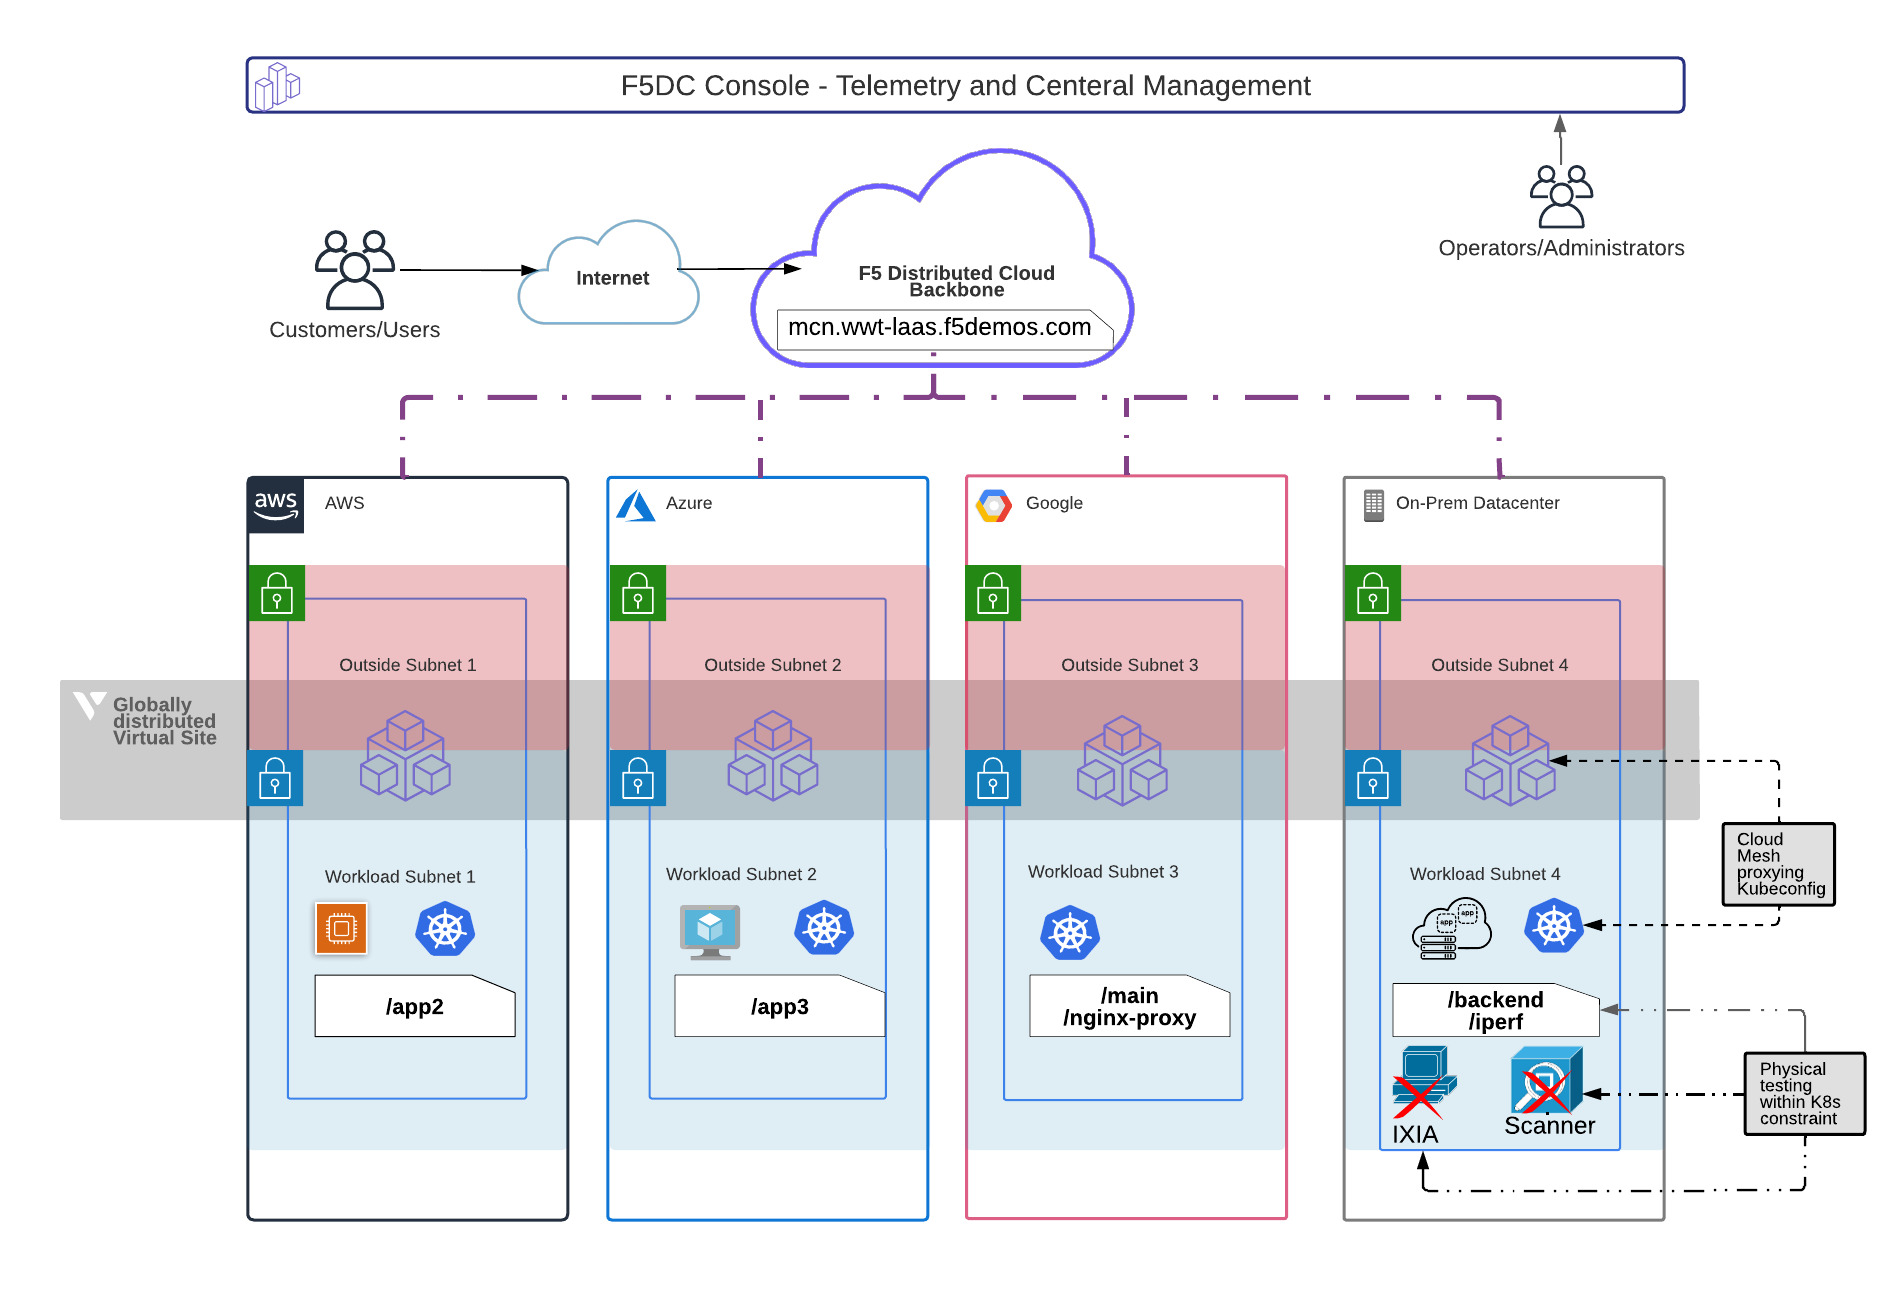 F5DC Console - Telemetry and Centeral Management
Operators/Administrators
Customers/Users
Internet
F5 Distributed Cloud
Backbone
mcn.wwt-laas.f5demos.com
aws
AWS
Azure
Google
On-Prem Datacenter
Outside Subnet 1
Outside Subnet 2
Outside Subnet 3
Outside Subnet 4
Globally
distributed
Virtual Site
Cloud
Mesh
proxying
Kubeconfig
Workload Subnet 1
Workload Subnet 2
Workload Subnet 3
Workload Subnet 4
app
app
/app2
/app3
/main
/nginx-proxy
/backend
/iperf
IXIA
Scanner
Physical
testing
within K8s
constraint